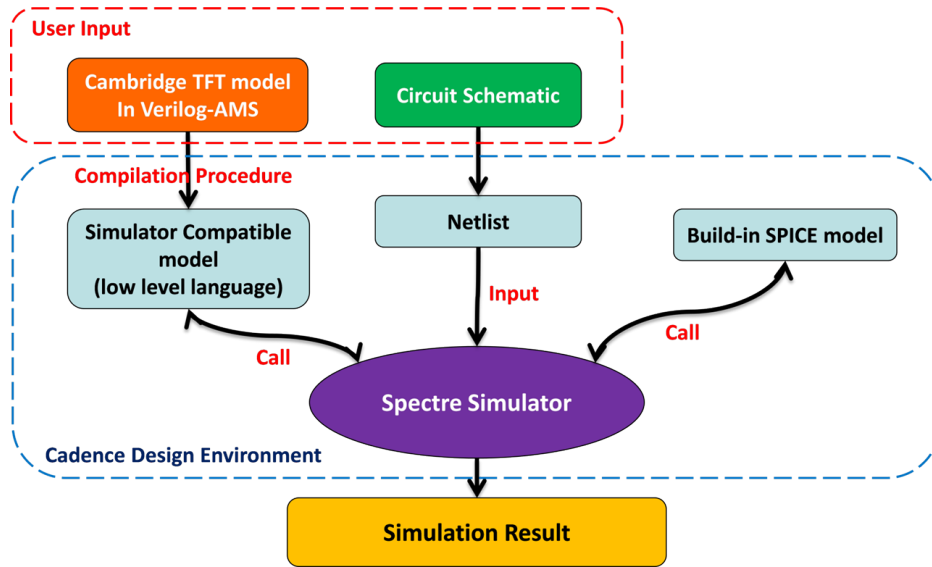 User Input
Cambridge TFT model
In Verilog-AMS
Circuit Schematic
Compilation Procedure
Simulator Compatible
model
(low level language)
Netlist
Build-in SPICE model
Input
Call
Call
Spectre Simulator
Cadence Design Environment
Simulation Result